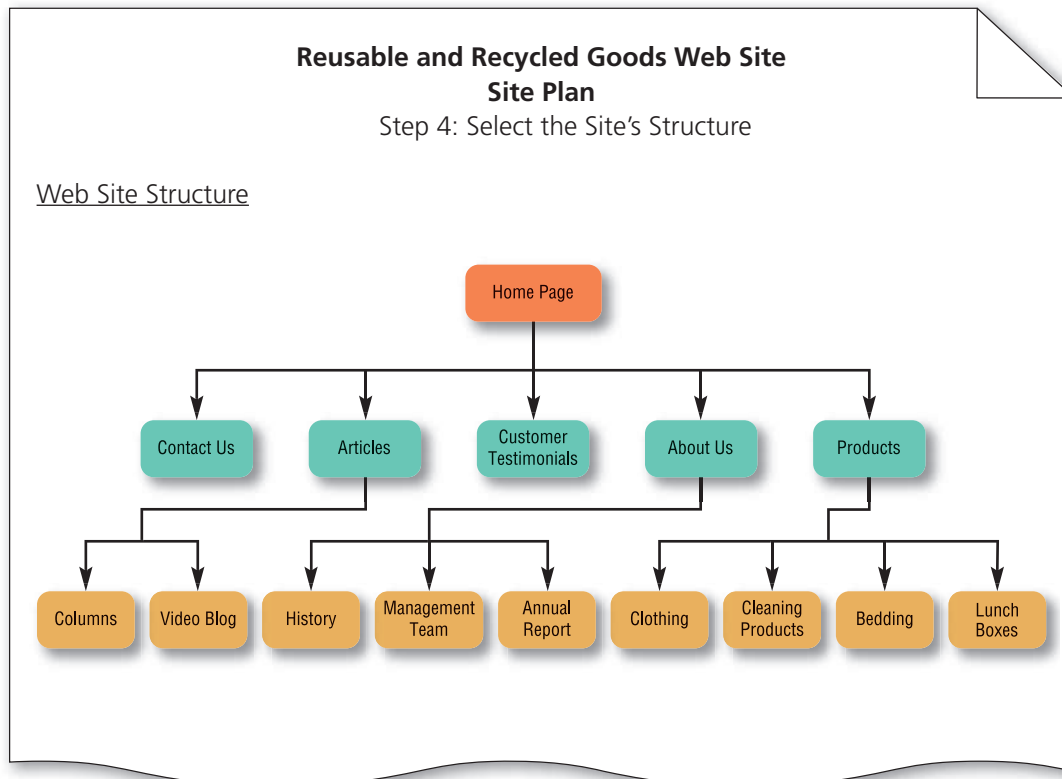 Reusable and Recycled Goods Web Site
Site Plan
Step 4: Select the Site’s Structure
Web Site Structure
Home Page
Contact Us
Articles
Customer
Testimonials
About Us
Products
Columns
Video Blog
History
Management
Team
Annual
Report
Clothing
Cleaning
Products
Bedding
Lunch
Boxes